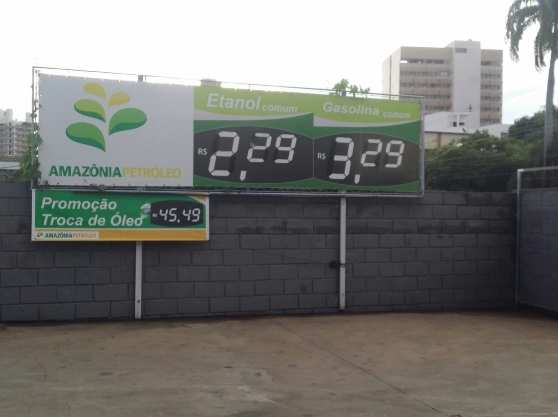 Etanol comum
R$ 2,29
Gasolina comum
R$ 3,29
AMAZÔNIA PETRÓLEO
Promoção
Troca de Óleo
R$ 45,49
AMAZÔNIA PETRÓLEO